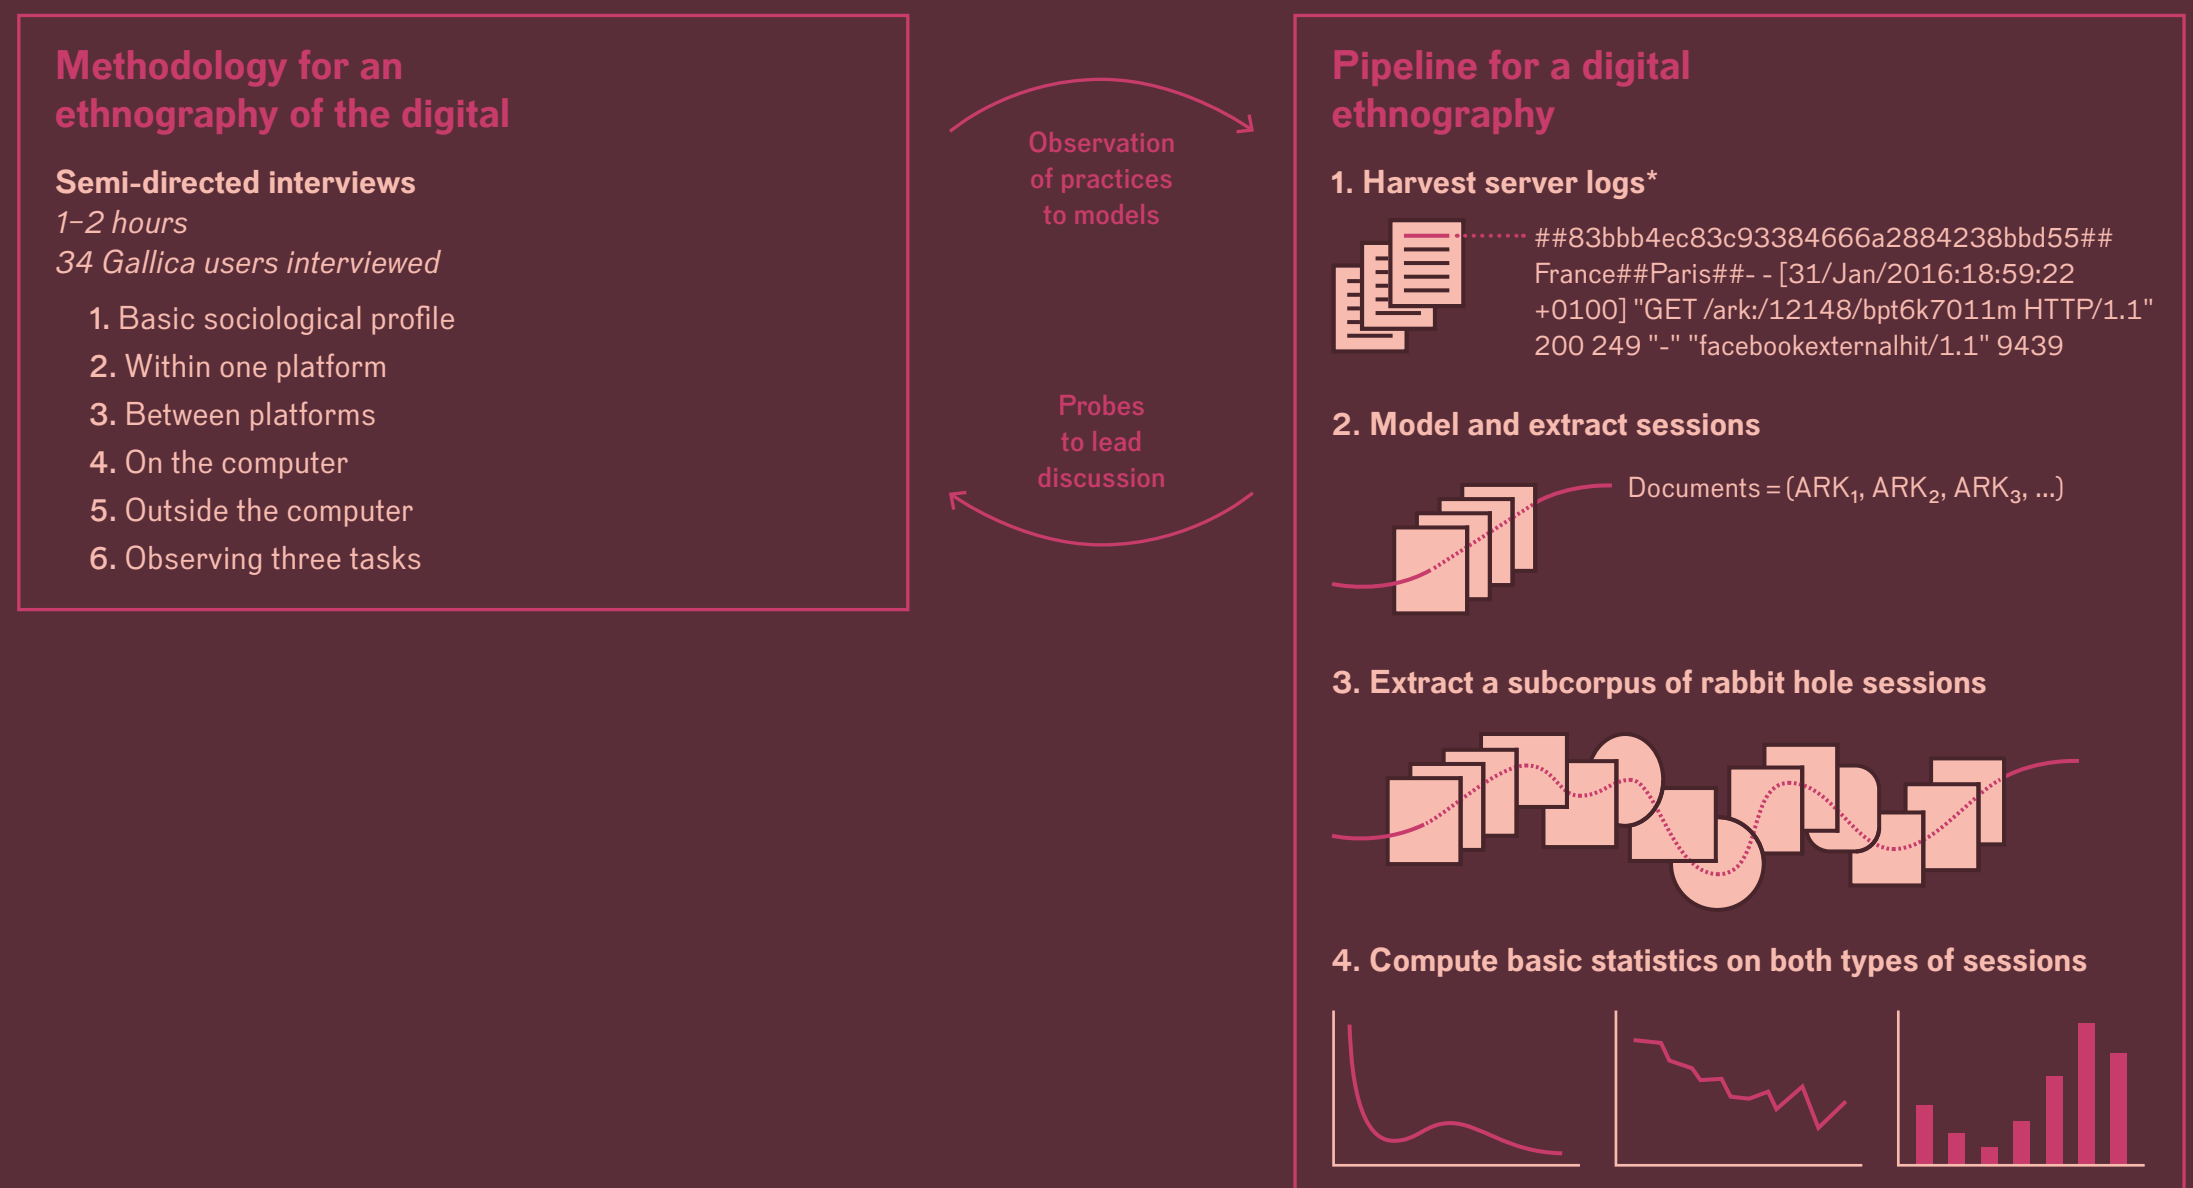 Methodology for an
ethnography of the digital
Semi-directed interviews
1–2 hours
34 Gallica users interviewed
1. Basic sociological profile
2. Within one platform
3. Between platforms
4. On the computer
5. Outside the computer
6. Observing three tasks
Observation
of practices
to models
Probes
to lead
discussion
Pipeline for a digital
ethnography
1. Harvest server logs*
##83bbb4ec83c93384666a2884238bbd55##
France##Paris##- - [31/Jan/2016:18:59:22
+0100] "GET /ark:/12148/bpt6k7011m HTTP/1.1"
200 249 "-" "facebookexternalhit/1.1" 9439
2. Model and extract sessions
Documents = (ARK₁, ARK₂, ARK₃, ...)
3. Extract a subcorpus of rabbit hole sessions
4. Compute basic statistics on both types of sessions